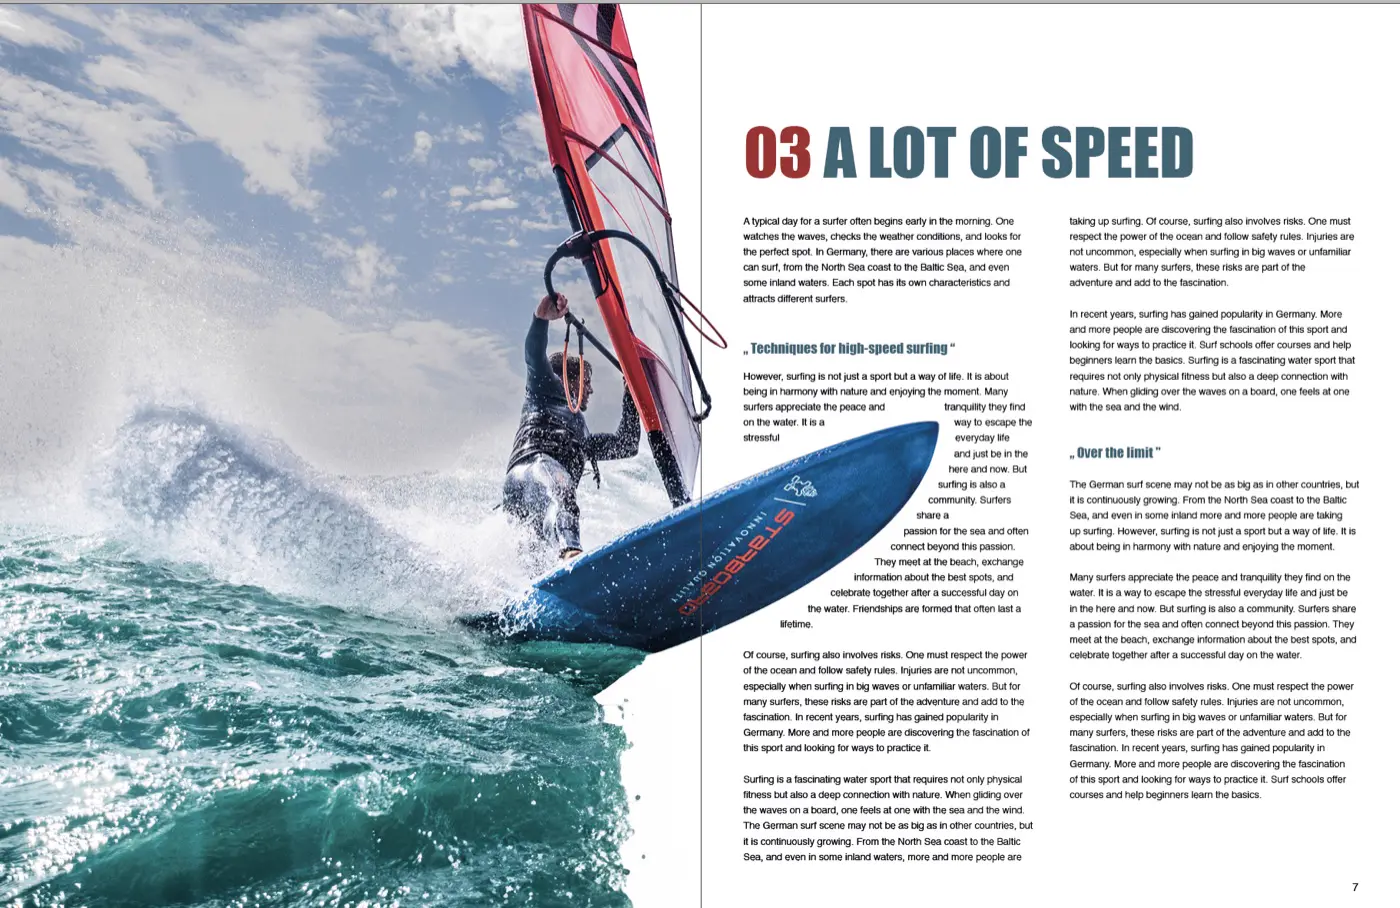 03 A LOT OF SPEED
A typical day for a surfer often begins early in the morning. One
watches the waves, checks the weather conditions, and looks for
the perfect spot. In Germany, there are various places where one
can surf, from the North Sea coast to the Baltic Sea, and even
some inland waters. Each spot has its own characteristics and
attracts different surfers.
„ Techniques for high-speed surfing “
However, surfing is not just a sport but a way of life. It is about
being in harmony with nature and enjoying the moment. Many
surfers appreciate the peace and tranquility they find
on the water. It is a way to escape the
stressful everyday life
and just be in the
here and now. But
surfing is also a
community. Surfers
share a
passion for the sea and often
connect beyond this passion.
They meet at the beach, exchange
information about the best spots, and
celebrate together after a successful day on
the water. Friendships are formed that often last a
lifetime.
STARBOARD
INNOVATION QUALITY
Of course, surfing also involves risks. One must respect the power
of the ocean and follow safety rules. Injuries are not uncommon,
especially when surfing in big waves or unfamiliar waters. But for
many surfers, these risks are part of the adventure and add to the
fascination. In recent years, surfing has gained popularity in
Germany. More and more people are discovering the fascination of
this sport and looking for ways to practice it.
Surfing is a fascinating water sport that requires not only physical
fitness but also a deep connection with nature. When gliding over
the waves on a board, one feels at one with the sea and the wind.
The German surf scene may not be as big as in other countries, but
it is continuously growing. From the North Sea coast to the Baltic
Sea, and even in some inland waters, more and more people are
taking up surfing. Of course, surfing also involves risks. One must
respect the power of the ocean and follow safety rules. Injuries are
not uncommon, especially when surfing in big waves or unfamiliar
waters. But for many surfers, these risks are part of the
adventure and add to the fascination.
In recent years, surfing has gained popularity in Germany. More
and more people are discovering the fascination of this sport and
looking for ways to practice it. Surf schools offer courses and help
beginners learn the basics. Surfing is a fascinating water sport that
requires not only physical fitness but also a deep connection with
nature. When gliding over the waves on a board, one feels at one
with the sea and the wind.
„ Over the limit ”
The German surf scene may not be as big as in other countries, but
it is continuously growing. From the North Sea coast to the Baltic
Sea, and even in some inland more and more people are taking
up surfing. However, surfing is not just a sport but a way of life. It is
about being in harmony with nature and enjoying the moment.
Many surfers appreciate the peace and tranquility they find on the
water. It is a way to escape the stressful everyday life and just be
in the here and now. But surfing is also a community. Surfers share
a passion for the sea and often connect beyond this passion. They
meet at the beach, exchange information about the best spots, and
celebrate together after a successful day on the water.
Of course, surfing also involves risks. One must respect the power
of the ocean and follow safety rules. Injuries are not uncommon,
especially when surfing in big waves or unfamiliar waters. But for
many surfers, these risks are part of the adventure and add to the
fascination. In recent years, surfing has gained popularity in
Germany. More and more people are discovering the fascination
of this sport and looking for ways to practice it. Surf schools offer
courses and help beginners learn the basics.
7